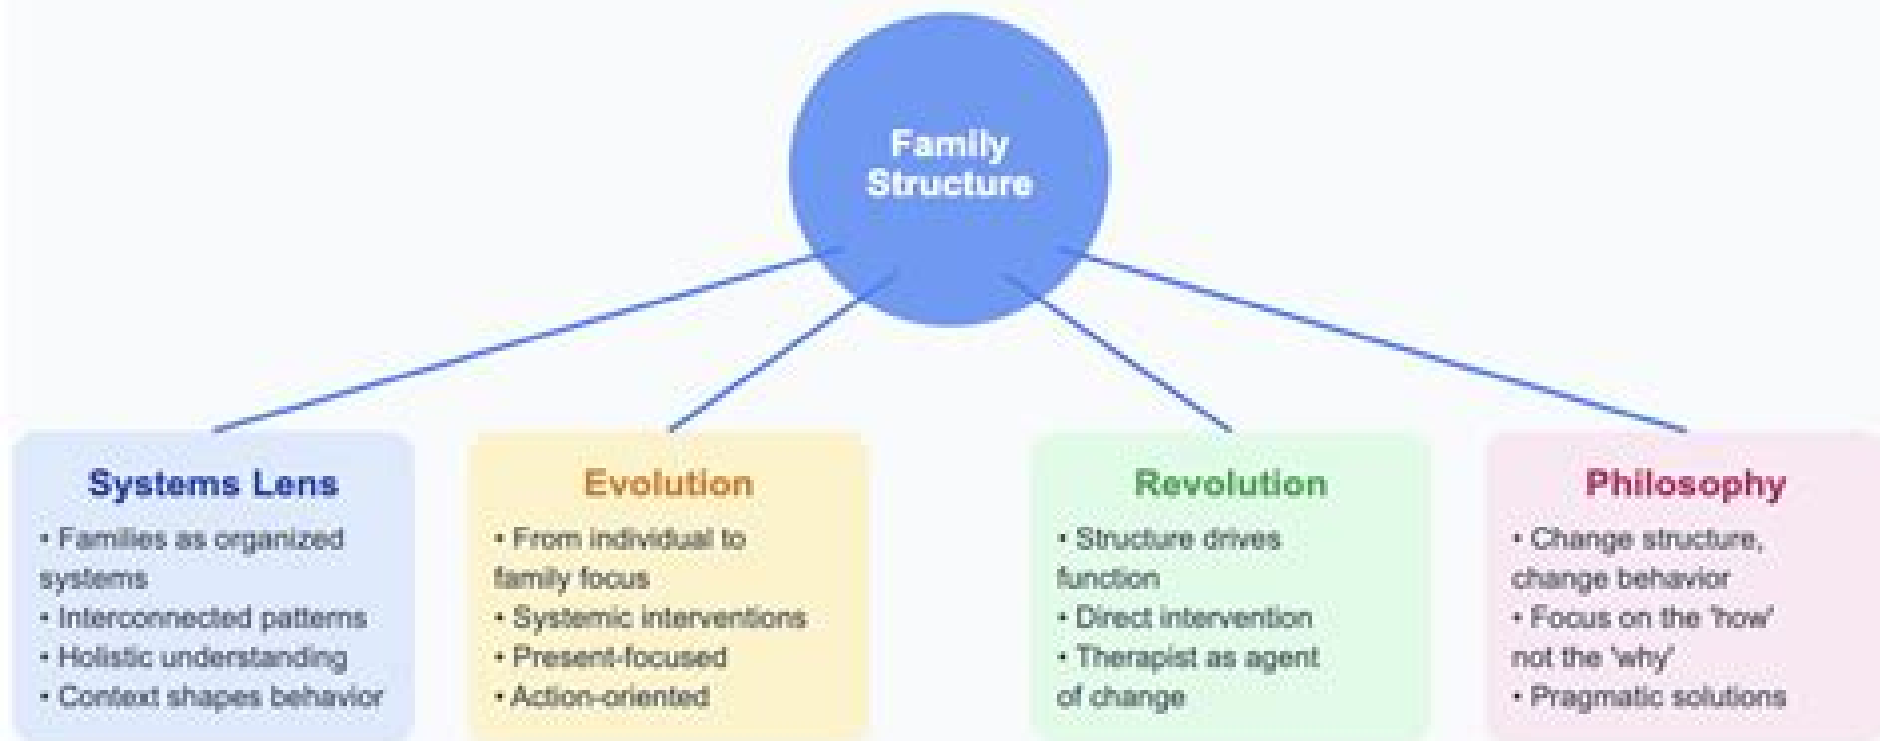 Family
Structure
Systems Lens
• Families as organized
systems
• Interconnected patterns
• Holistic understanding
• Context shapes behavior
Evolution
• From individual to
family focus
• Systemic interventions
• Present-focused
• Action-oriented
Revolution
• Structure drives
function
• Direct intervention
• Therapist as agent
of change
Philosophy
• Change structure,
change behavior
• Focus on the 'how'
not the 'why'
• Pragmatic solutions